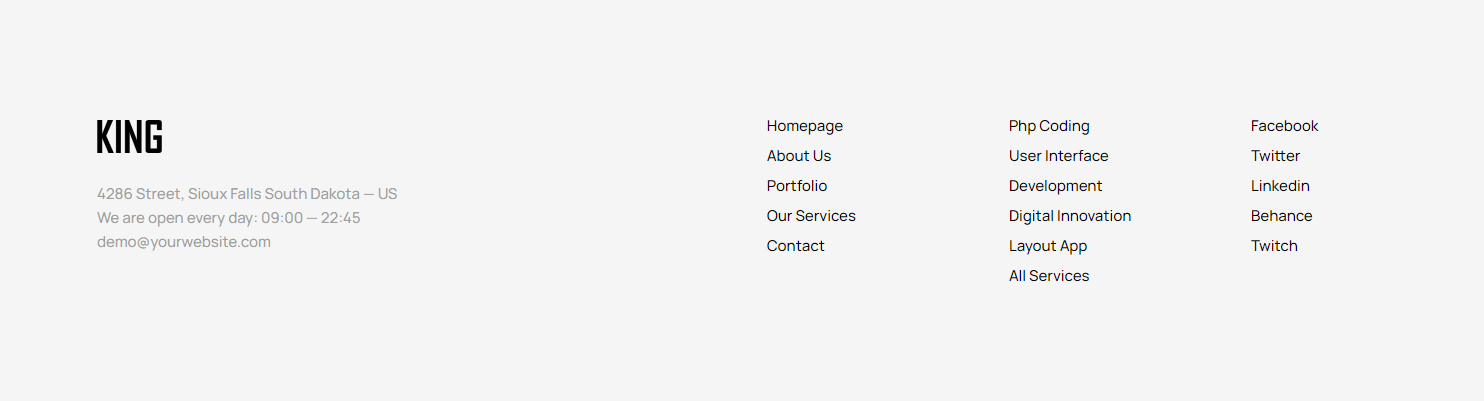 KING
4286 Street, Sioux Falls South Dakota — US
We are open every day: 09:00 — 22:45
demo@yourwebsite.com
Homepage
About Us
Portfolio
Our Services
Contact
Php Coding
User Interface
Development
Digital Innovation
Layout App
All Services
Facebook
Twitter
Linkedin
Behance
Twitch